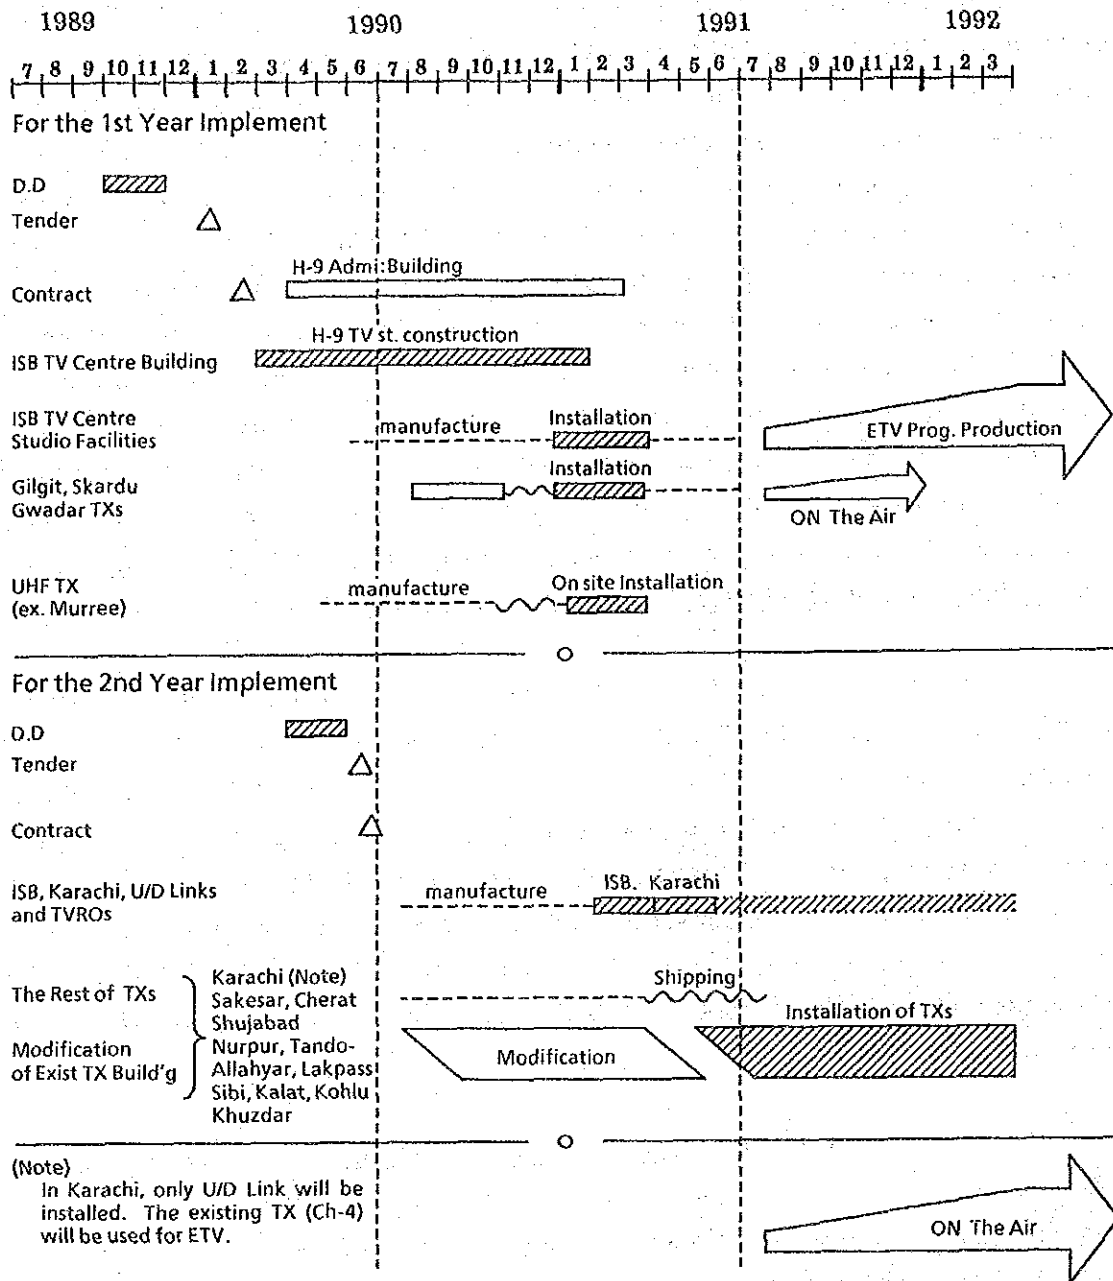 1989 1990 1991 1992
7 8 9 10 11 12 1 2 3 4 5 6 7 8 9 10 11 12 1 2 3 4 5 6 7 8 9 10 11 12 1 2 3
For the 1st Year Implement
D.D
Tender
H-9 Admi:Building
Contract
H-9 TV st. construction
ISB TV Centre Building
ISB TV Centre
Studio Facilities
manufacture
Installation
ETV Prog. Production
Gilgit, Skardu
Gwadar TXs
Installation
ON The Air
UHF TX
(ex. Murree)
manufacture
On site Installation
For the 2nd Year Implement
D.D
Tender
Contract
ISB, Karachi, U/D Links
and TVROs
manufacture
ISB. Karachi
The Rest of TXs
Modification
of Exist TX Build'g
Karachi (Note)
Sakesar, Cherat
Shujabad
Nurpur, Tando-
Allahyar, Lakpass
Sibi, Kalat, Kohlu
Khuzdar
Shipping
Modification
Installation of TXs
(Note)
In Karachi, only U/D Link will be
installed. The existing TX (Ch-4)
will be used for ETV.
ON The Air